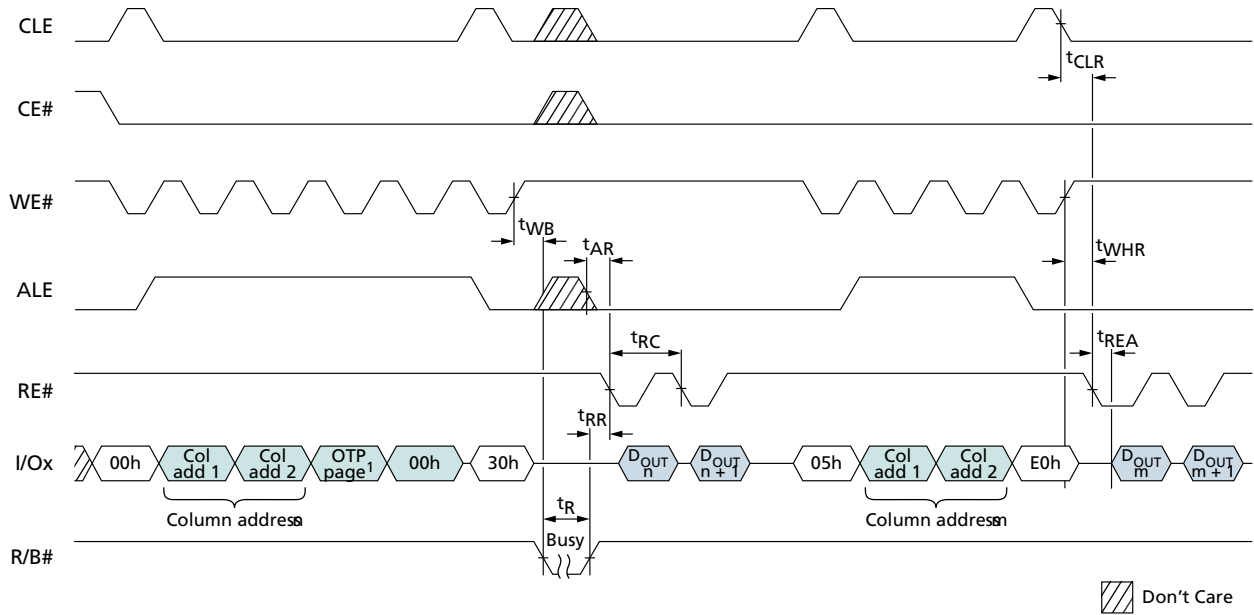 CLE
tCLR
CE#
WE#
tWB
tAR
tWHR
ALE
tRC
tREA
RE#
tRR
I/Ox
00h
Col add 1
Col add 2
OTP page1
00h
30h
DOUT n
DOUT n + 1
05h
Col add 1
Col add 2
E0h
DOUT m
DOUT m + 1
Column address n
tR
Column address m
Busy
R/B#
Don't Care